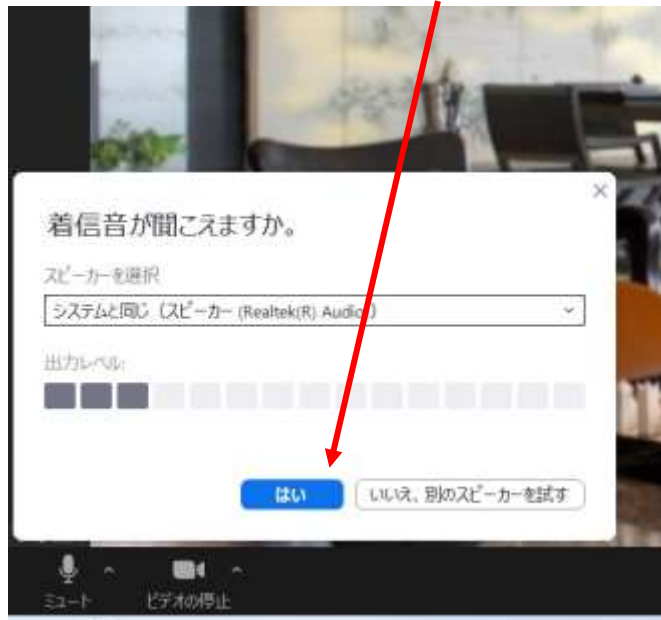 着信音が聞こえますか。
スピーカーを選択
システムと同じ (スピーカー (Realtek(R) Audio))
出力レベル:
はい
いいえ、別のスピーカーを試す
ミュート
ビデオの停止